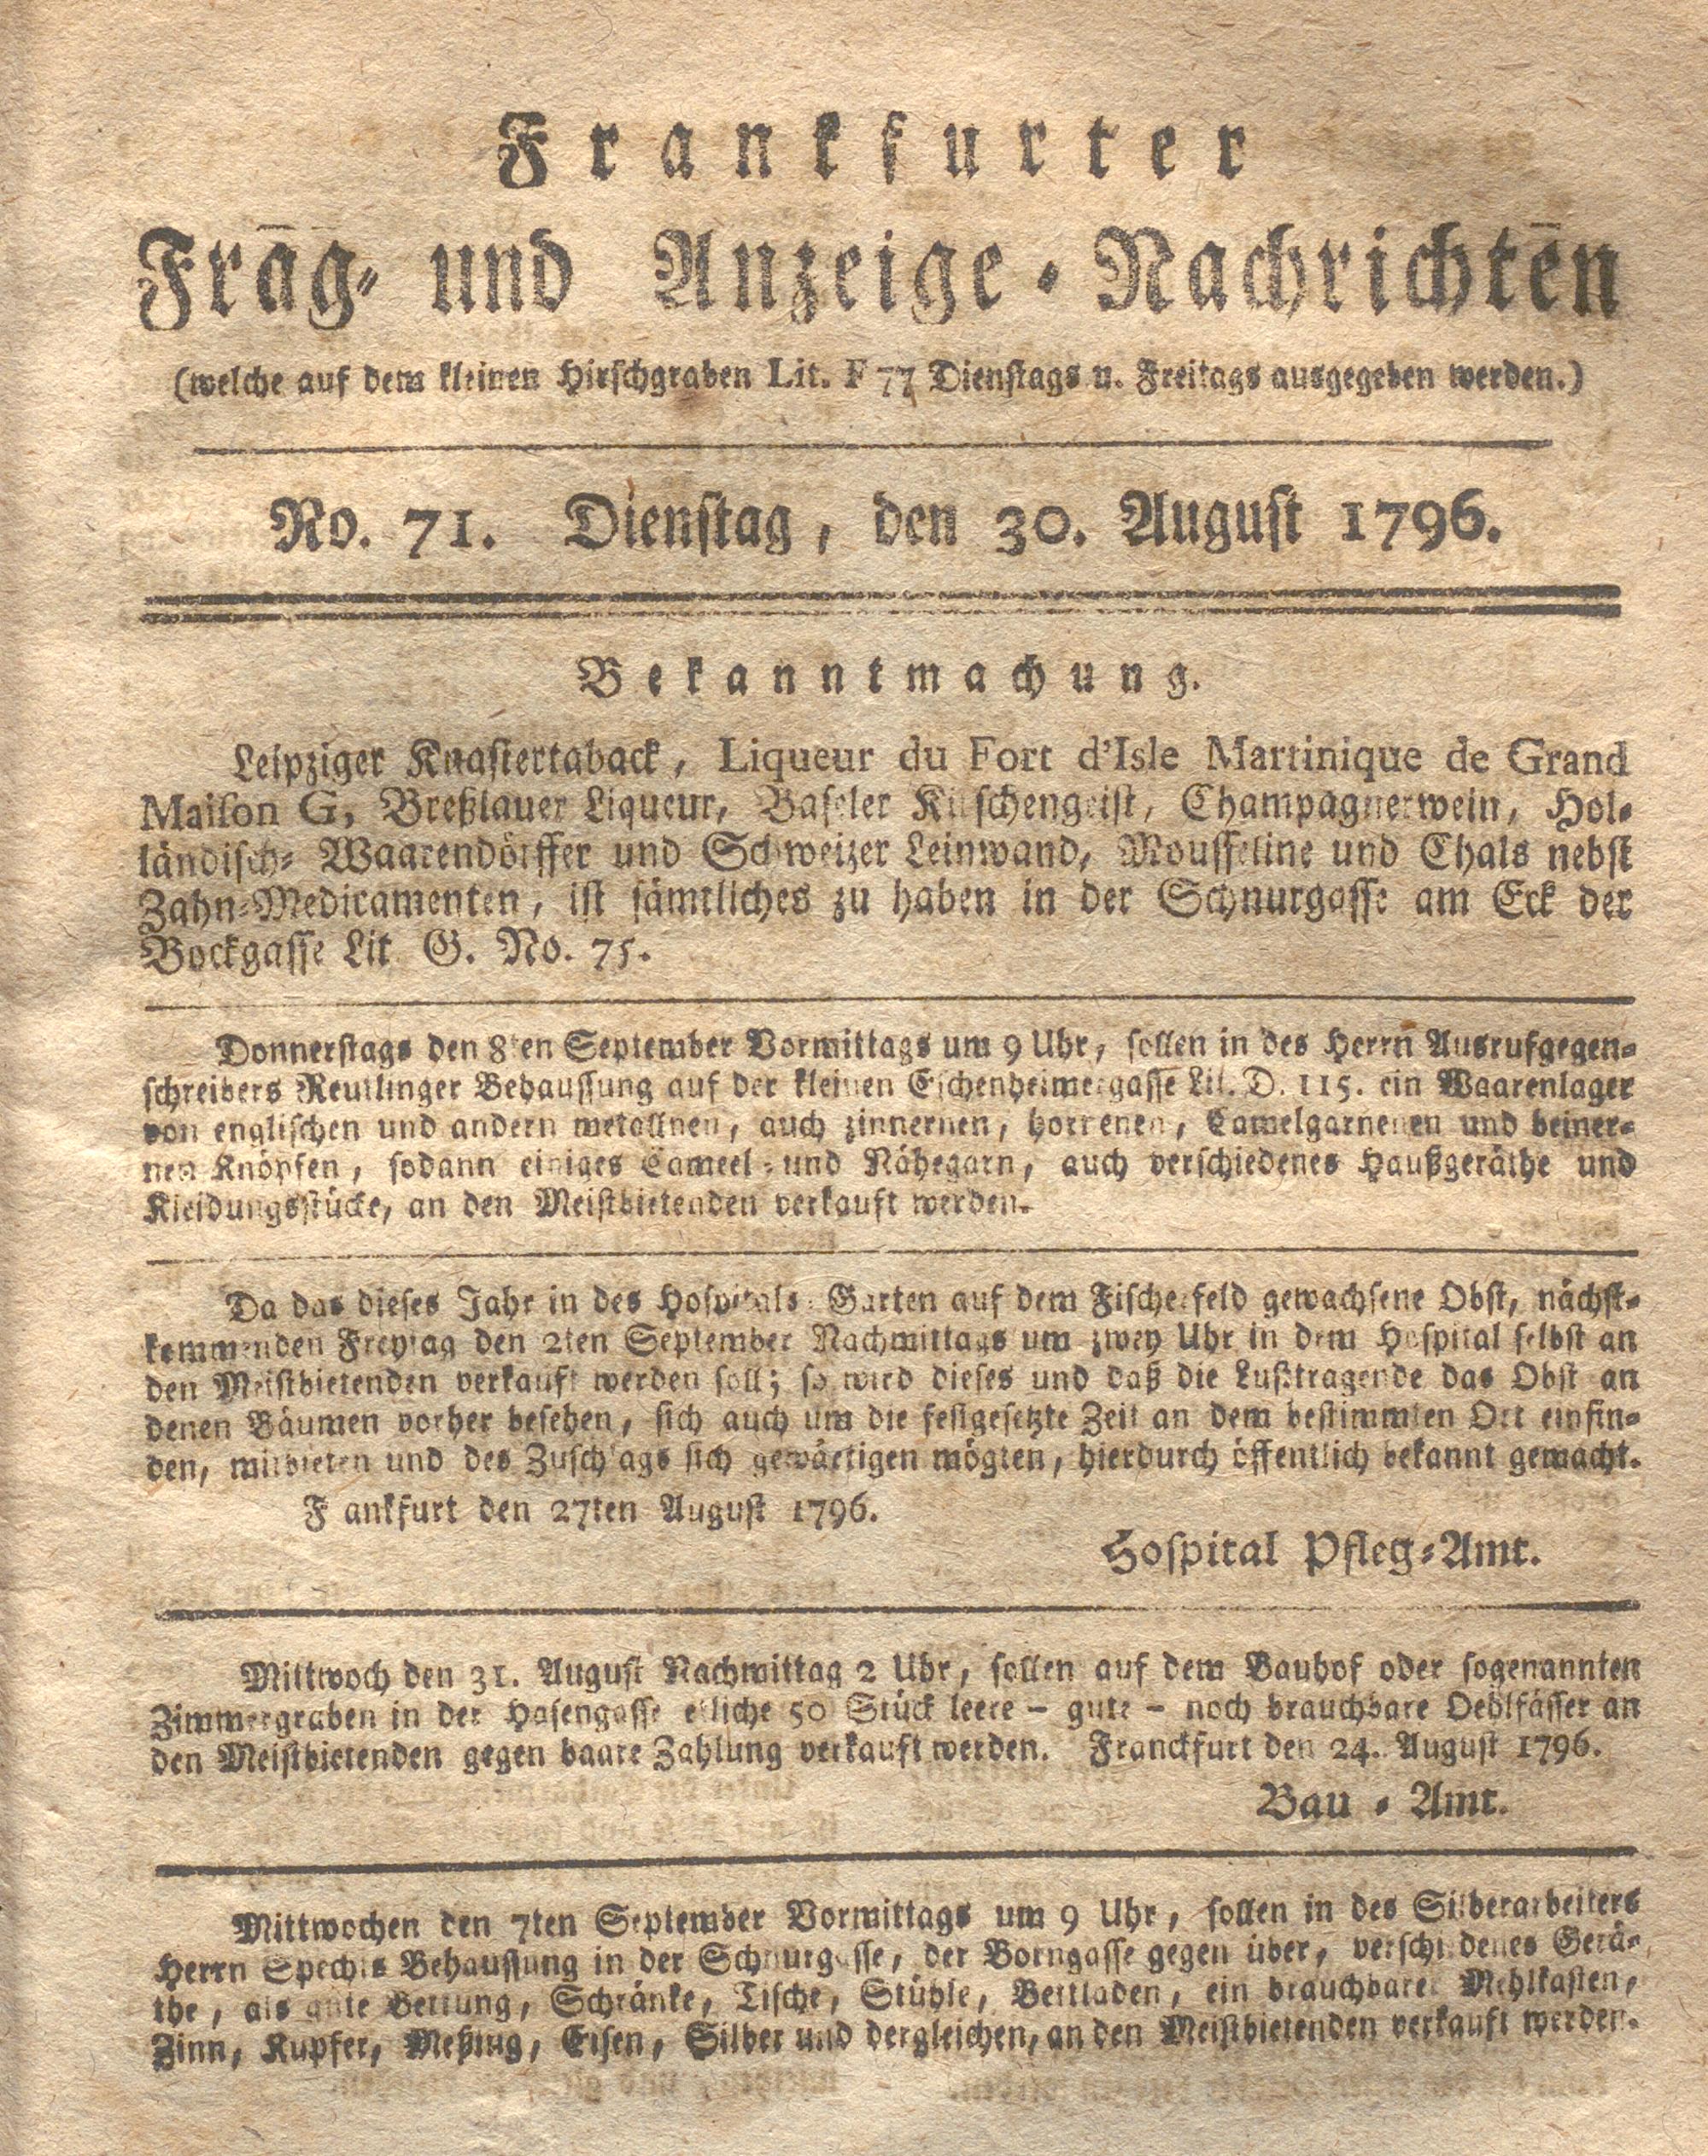 Frankfurter
Frag- und Anzeige-Nachrichten
(welche auf dem kleinen Hirschgraben Lit. F 77 Dienstags u. Freitags ausgegeben werden.)
No. 71. Dienstag, den 30. August 1796.
Bekanntmachung.
Leipziger Knastertaback, Liqueur du Fort d'Isle Martinique de Grand
Maison G, Breßlauer Liqueur, Baseler Kirschengeist, Champagnerwein, Hol-
ländisch- Waarendörffer und Schweizer Leinwand, Mousseline und Chals nebst
Zahn-Medicamenten, ist sämtliches zu haben in der Schnurgasse am Eck der
Bockgasse Lit G. No. 75.
Donnerstags den 8ten September Vormittags um 9 Uhr, sollen in des Herrn Ausrufgegen-
schreibers Reutlinger Behaussung auf der kleinen Eschenheimergasse Lit. D. 115. ein Waarenlager
von englischen und andern metallnen, auch zinnernen, hornenen, Camelgarnenen und beiner-
nen Knöpfen, sodann einiges Cameel- und Nähegarn, auch verschiedenes Haußgeräthe und
Kleidungsstücke, an den Meistbietenden verkauft werden.
Da das dieses Jahr in des Hospitals- Garten auf dem Fischerfeld gewachsene Obst, nächst-
kommenden Freytag den 2ten September Nachmittags um zwey Uhr in dem Hospital selbst an
den Meistbietenden verkauft werden soll; so wird dieses und daß die Lusttragende das Obst an
denen Bäumen vorher besehen, sich auch um die festgesetzte Zeit an dem bestimmten Ort einfin-
den, mitbieten und des Zuschlags sich gewärtigen mögten, hierdurch öffentlich bekannt gemacht.
Frankfurt den 27ten August 1796.
Hospital Pfleg-Amt.
Mittwoch den 31. August Nachmittag 2 Uhr, sollen auf dem Bauhof oder sogenannten
Zimmergraben in der Hasengasse etliche 50 Stück leere - gute - noch brauchbare Oehlfässer an
den Meistbietenden gegen baare Zahlung verkauft werden. Franckfurt den 24. August 1796.
Bau-Amt.
Mittwochen den 7ten September Vormittags um 9 Uhr, sollen in des Silberarbeiters
Herrn Spechts Behaussung in der Schnurgasse, der Borngasse gegen über, verschiedenes Gerä-
the, als gute Bettung, Schränke, Tische, Stühle, Bettladen, ein brauchbarer Mehlkasten,
Zinn, Kupfer, Meßing, Eisen, Silber und dergleichen, an den Meistbietenden verkauft werden.